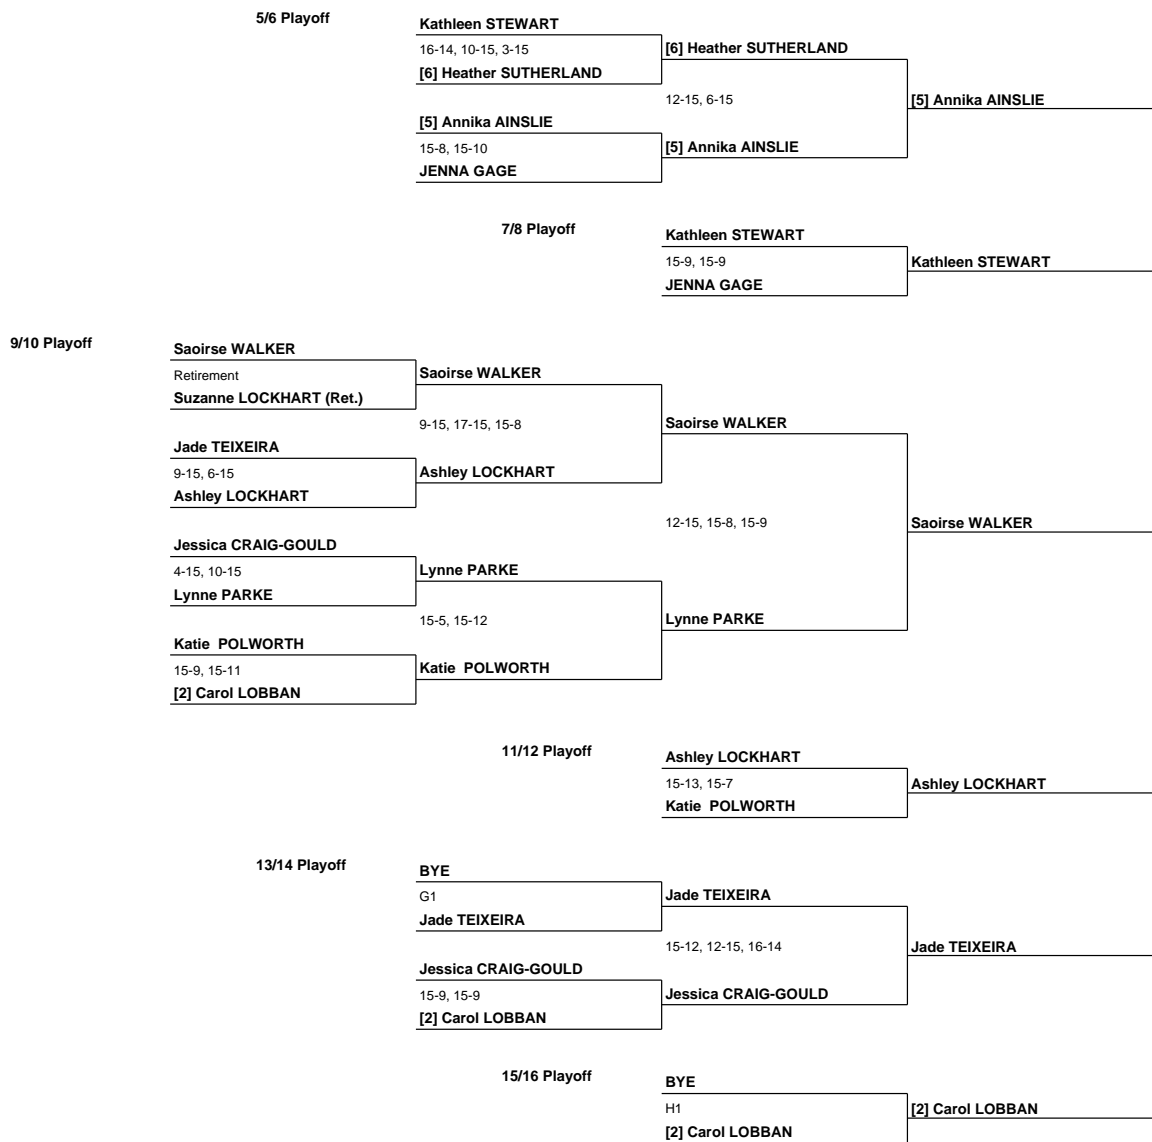 5/6 Playoff
Kathleen STEWART
16-14, 10-15, 3-15
[6] Heather SUTHERLAND
[6] Heather SUTHERLAND
12-15, 6-15
[5] Annika AINSLIE
[5] Annika AINSLIE
15-8, 15-10
[5] Annika AINSLIE
JENNA GAGE
7/8 Playoff
Kathleen STEWART
15-9, 15-9
Kathleen STEWART
JENNA GAGE
9/10 Playoff
Saoirse WALKER
Retirement
Saoirse WALKER
Suzanne LOCKHART (Ret.)
9-15, 17-15, 15-8
Saoirse WALKER
Jade TEIXEIRA
9-15, 6-15
Ashley LOCKHART
Ashley LOCKHART
12-15, 15-8, 15-9
Saoirse WALKER
Jessica CRAIG-GOULD
4-15, 10-15
Lynne PARKE
Lynne PARKE
15-5, 15-12
Lynne PARKE
Katie POLWORTH
15-9, 15-11
Katie POLWORTH
[2] Carol LOBBAN
11/12 Playoff
Ashley LOCKHART
15-13, 15-7
Ashley LOCKHART
Katie POLWORTH
13/14 Playoff
BYE
G1
Jade TEIXEIRA
Jade TEIXEIRA
15-12, 12-15, 16-14
Jade TEIXEIRA
Jessica CRAIG-GOULD
15-9, 15-9
Jessica CRAIG-GOULD
[2] Carol LOBBAN
15/16 Playoff
BYE
H1
[2] Carol LOBBAN
[2] Carol LOBBAN